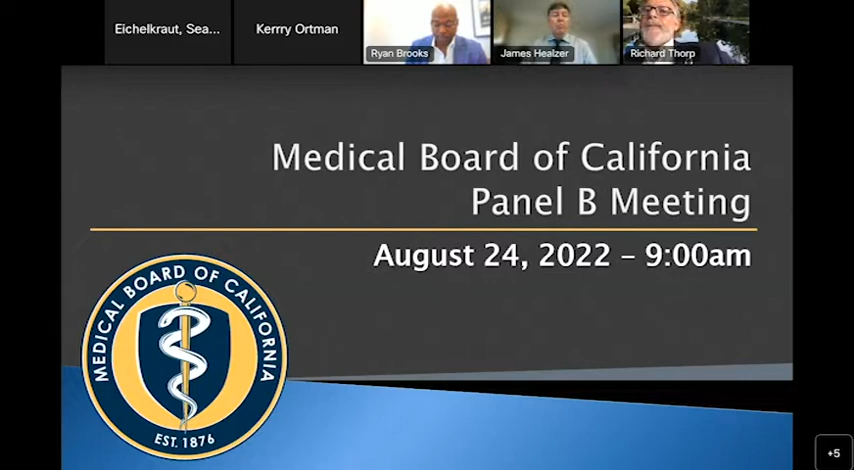 Eichelkraut, Sea...
Kerrry Ortman
Ryan Brooks
James Healzer
Richard Thorp
Medical Board of California
Panel B Meeting
August 24, 2022 – 9:00am
MEDICAL BOARD OF CALIFORNIA
EST. 1876
+5